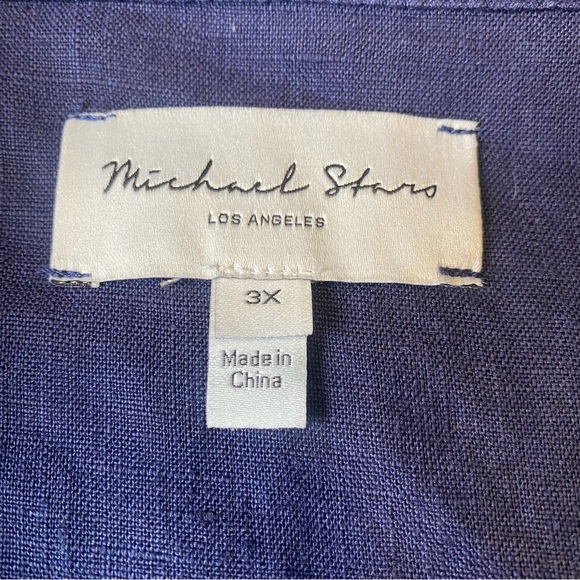 Michael Stars
LOS ANGELES
3X
Made in
China